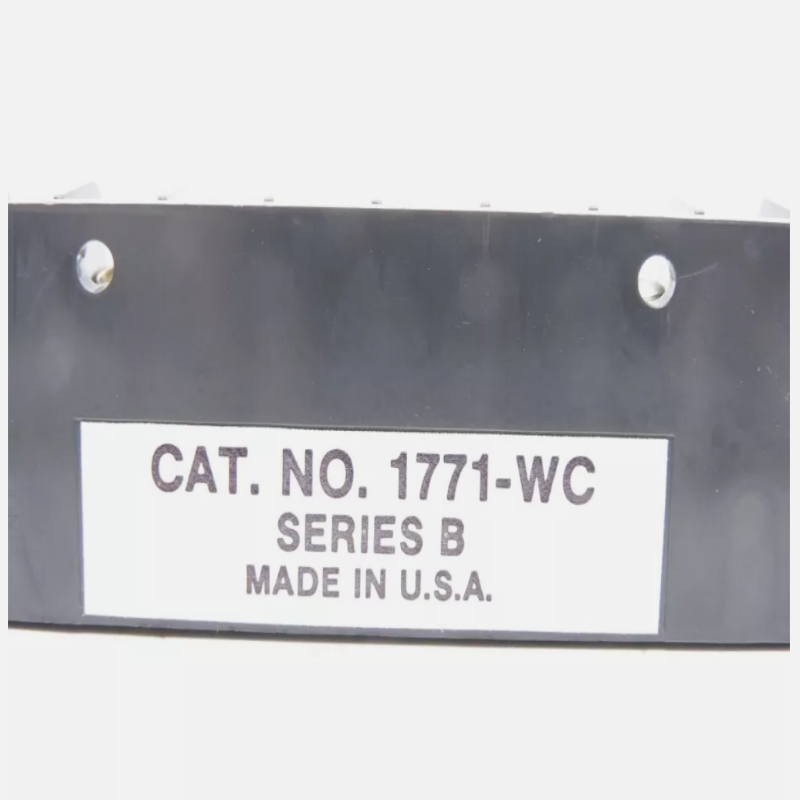 CAT. NO. 1771-WC
SERIES B
MADE IN U.S.A.